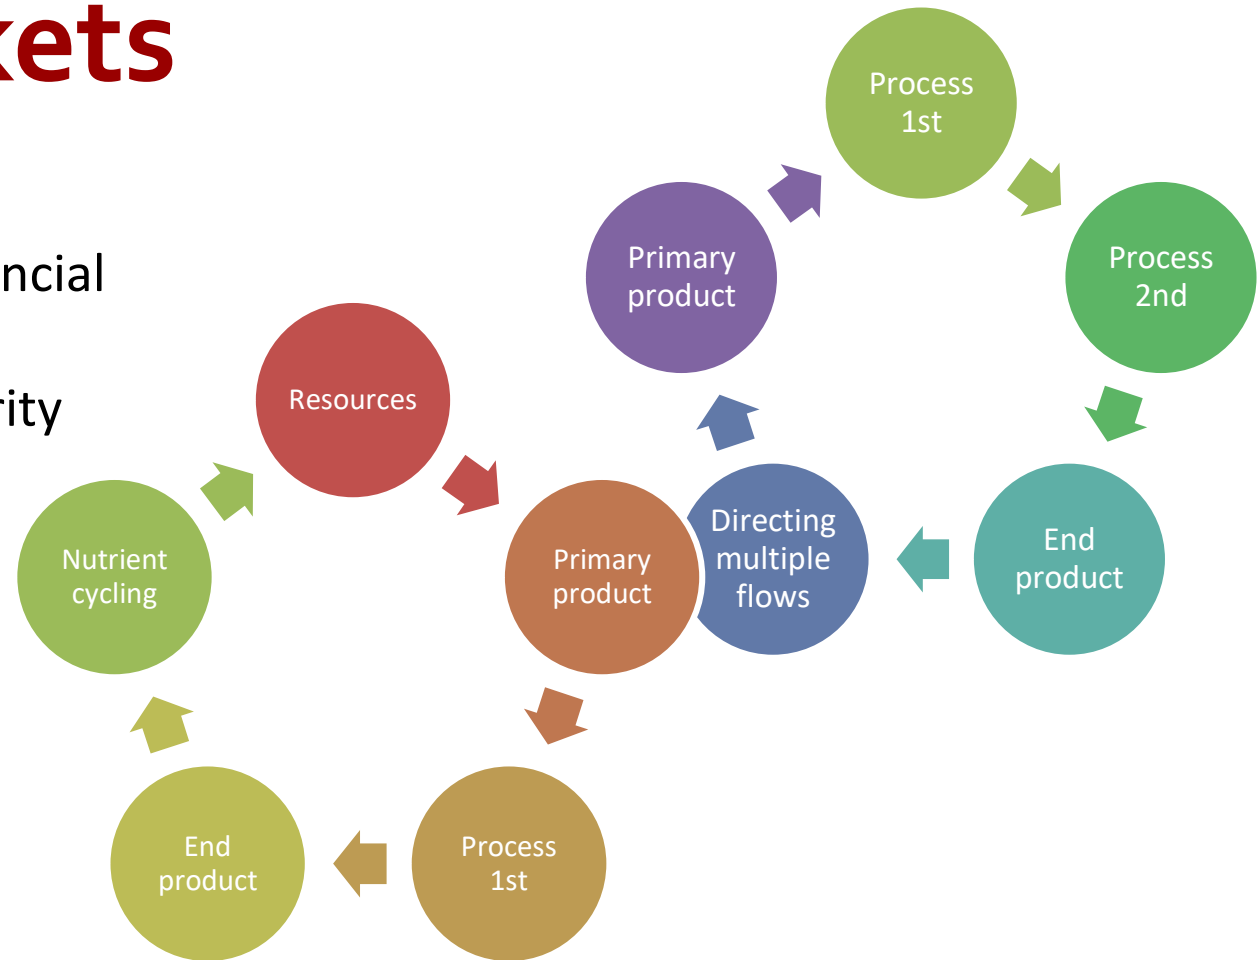 kets
ncial
rity
Process
1st
Primary
product
Process
2nd
Resources
Directing
multiple
flows
End
product
Nutrient
cycling
Primary
product
End
product
Process
1st